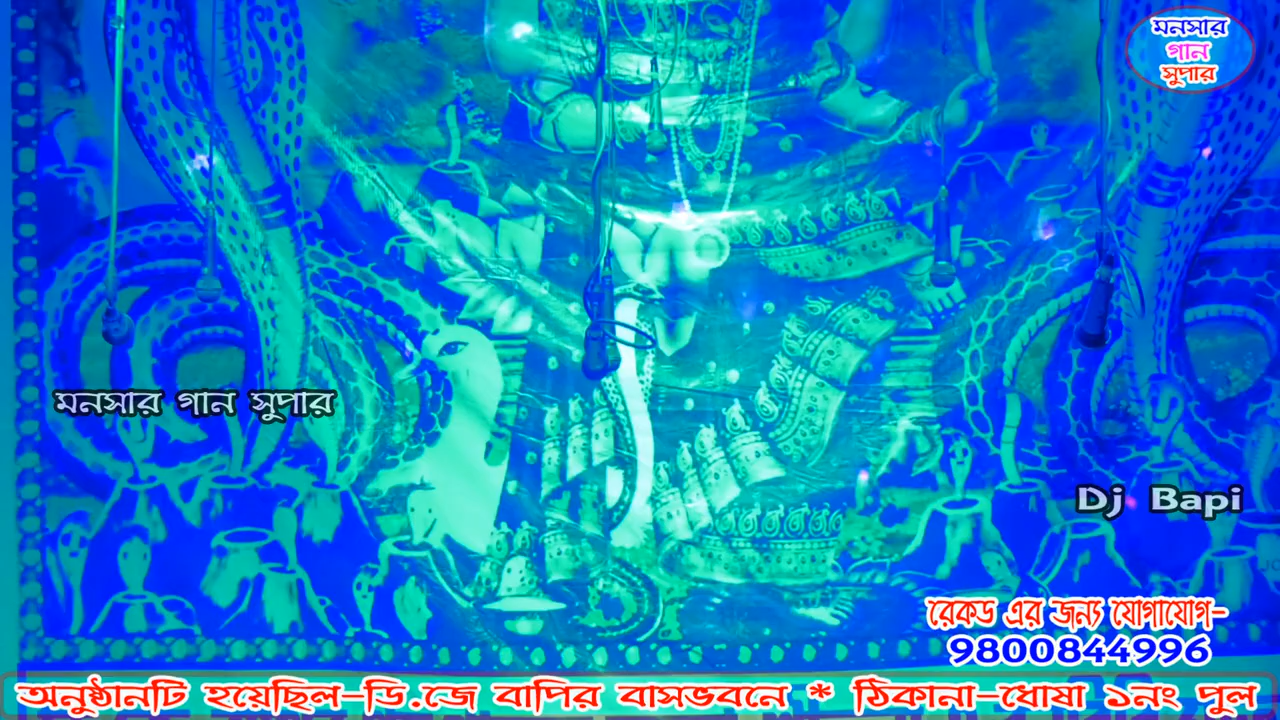 মনসার
গান
সুপার
মনসার গান সুপার
Dj Bapi
রেকড এর জন্য যোগাযোগ-
9800844996
অনুষ্ঠানটি হয়েছিল-ডি.জে বাপির বাসভবনে * ঠিকানা-ধোষা ১নং পুল